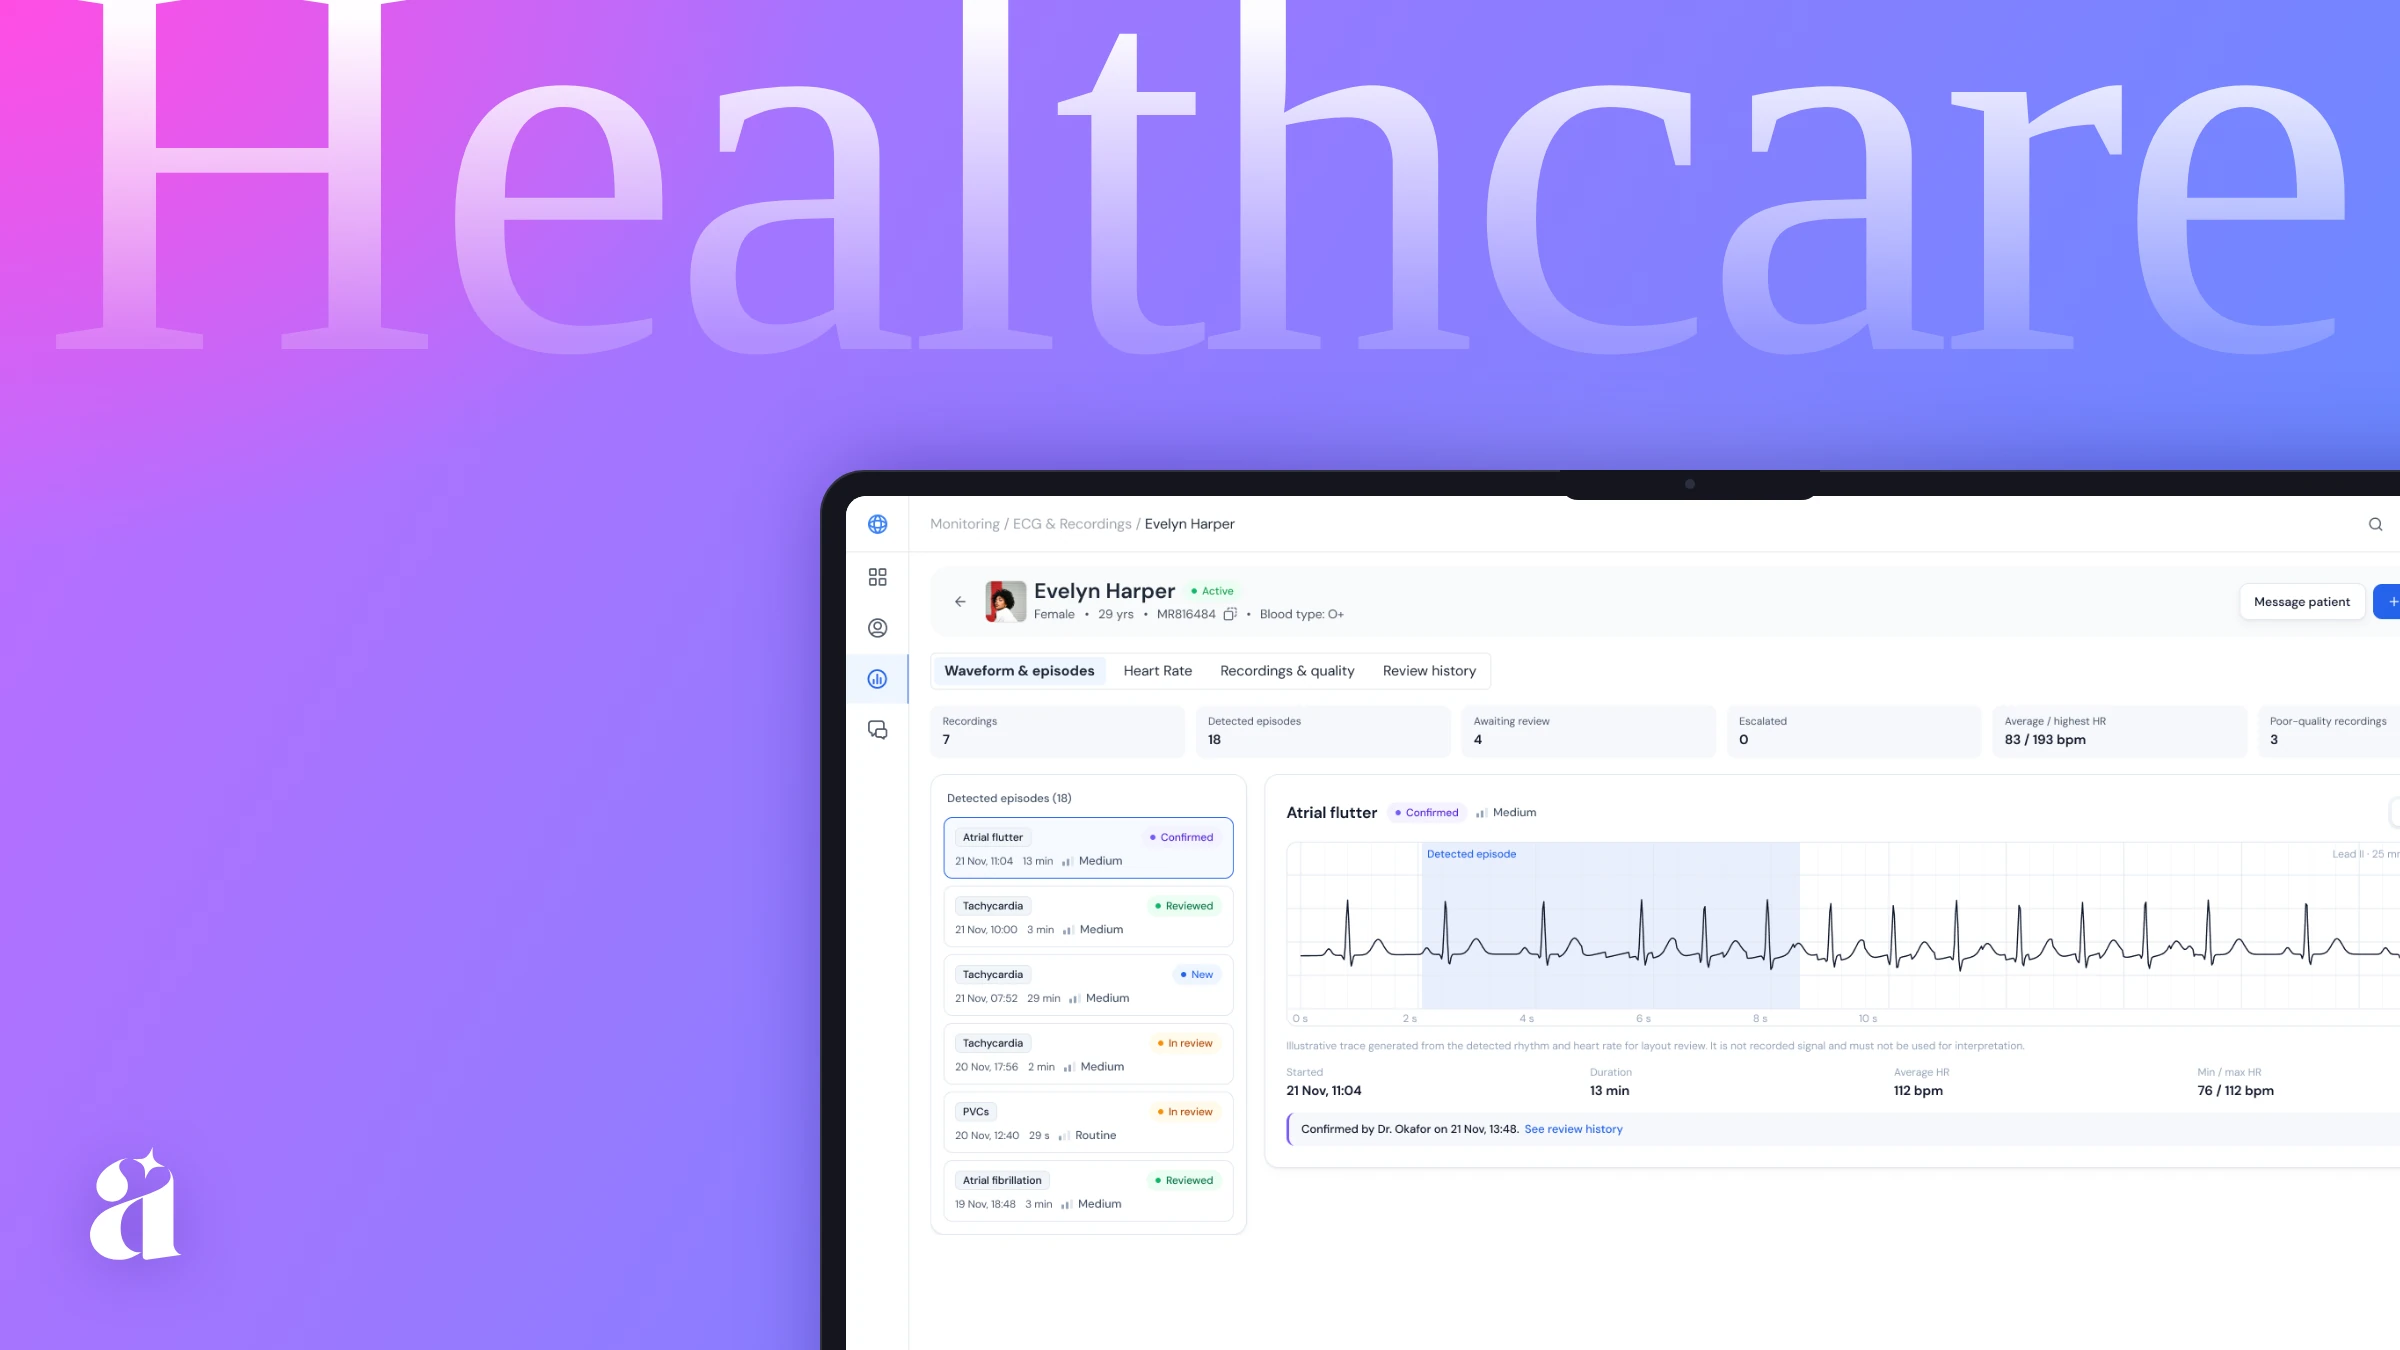 Healthcare
Monitoring / ECG & Recordings / Evelyn Harper
Evelyn Harper
Active
Female • 29 yrs • MR816484 • Blood type: O+
Message patient
Waveform & episodes
Heart Rate
Recordings & quality
Review history
Recordings
7
Detected episodes
18
Awaiting review
4
Escalated
0
Average / highest HR
83 / 193 bpm
Poor-quality recordings
3
Detected episodes (18)
Atrial flutter
Confirmed
21 Nov, 11:04 13 min Medium
Tachycardia
Reviewed
21 Nov, 10:00 3 min Medium
Tachycardia
New
21 Nov, 07:52 29 min Medium
Tachycardia
In review
20 Nov, 17:56 2 min Medium
PVCs
In review
20 Nov, 12:40 29 s Routine
Atrial fibrillation
Reviewed
19 Nov, 18:48 3 min Medium
Atrial flutter
Confirmed
Medium
Detected episode
Lead II · 25
0 s
2 s
4 s
6 s
8 s
10 s
Illustrative trace generated from the detected rhythm and heart rate for layout review. It is not recorded signal and must not be used for interpretation.
Started
21 Nov, 11:04
Duration
13 min
Average HR
112 bpm
Min / max HR
76 / 112 bpm
Confirmed by Dr. Okafor on 21 Nov, 13:48. See review history
a